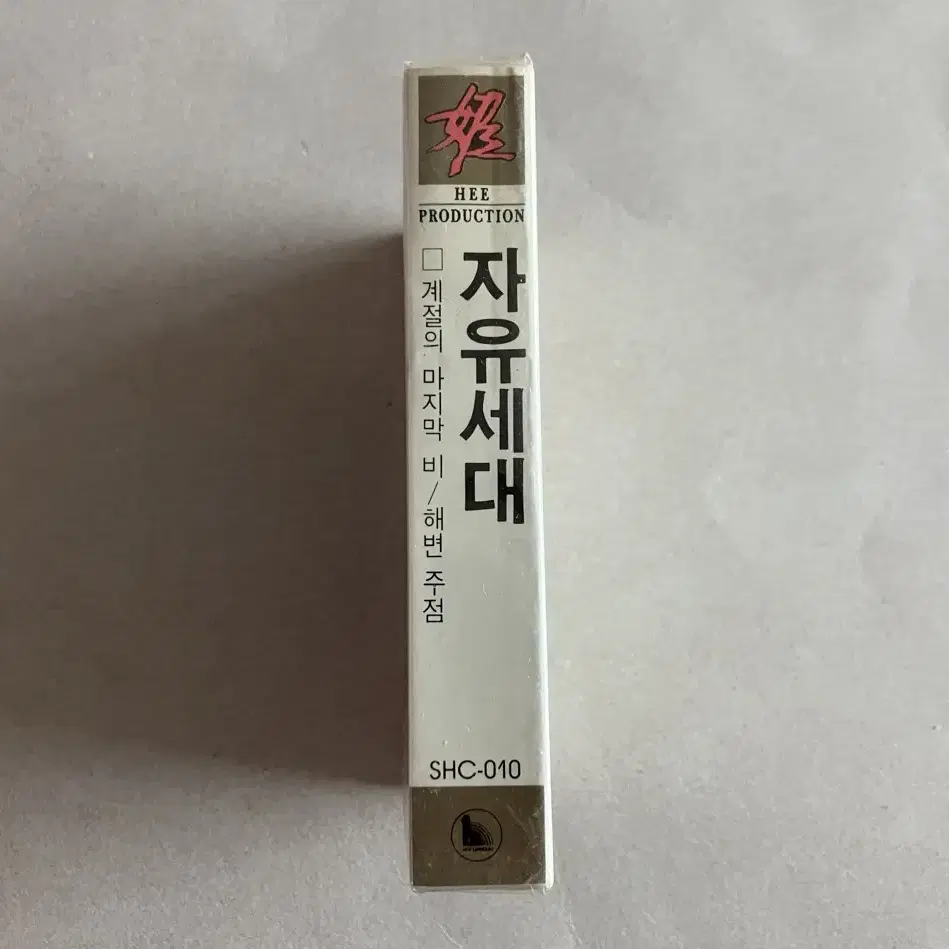 HEE
PRODUCTION
자유세대
□ 계절의 마지막 비/해변 주점
SHC-010